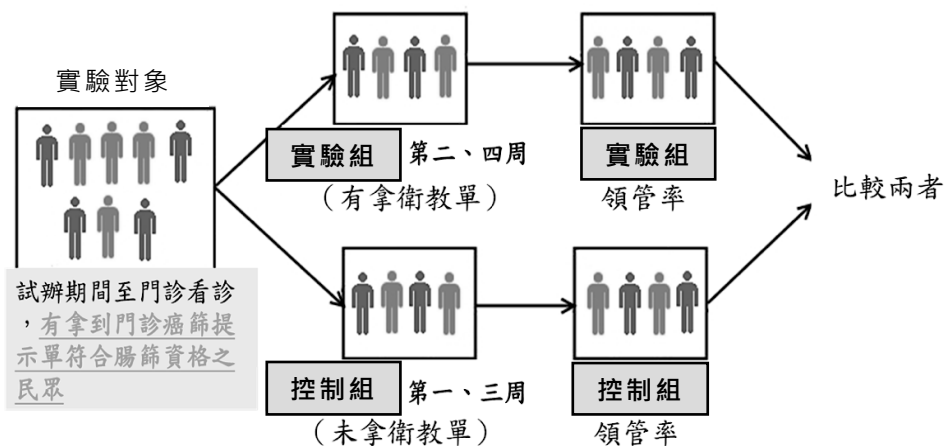 實驗對象
試辦期間至門診看診
，有拿到門診癌篩提
示單符合腸篩資格之
民眾
實驗組 第二、四周
（有拿衛教單）
實驗組
領管率
控制組 第一、三周
（未拿衛教單）
控制組
領管率
比較兩者